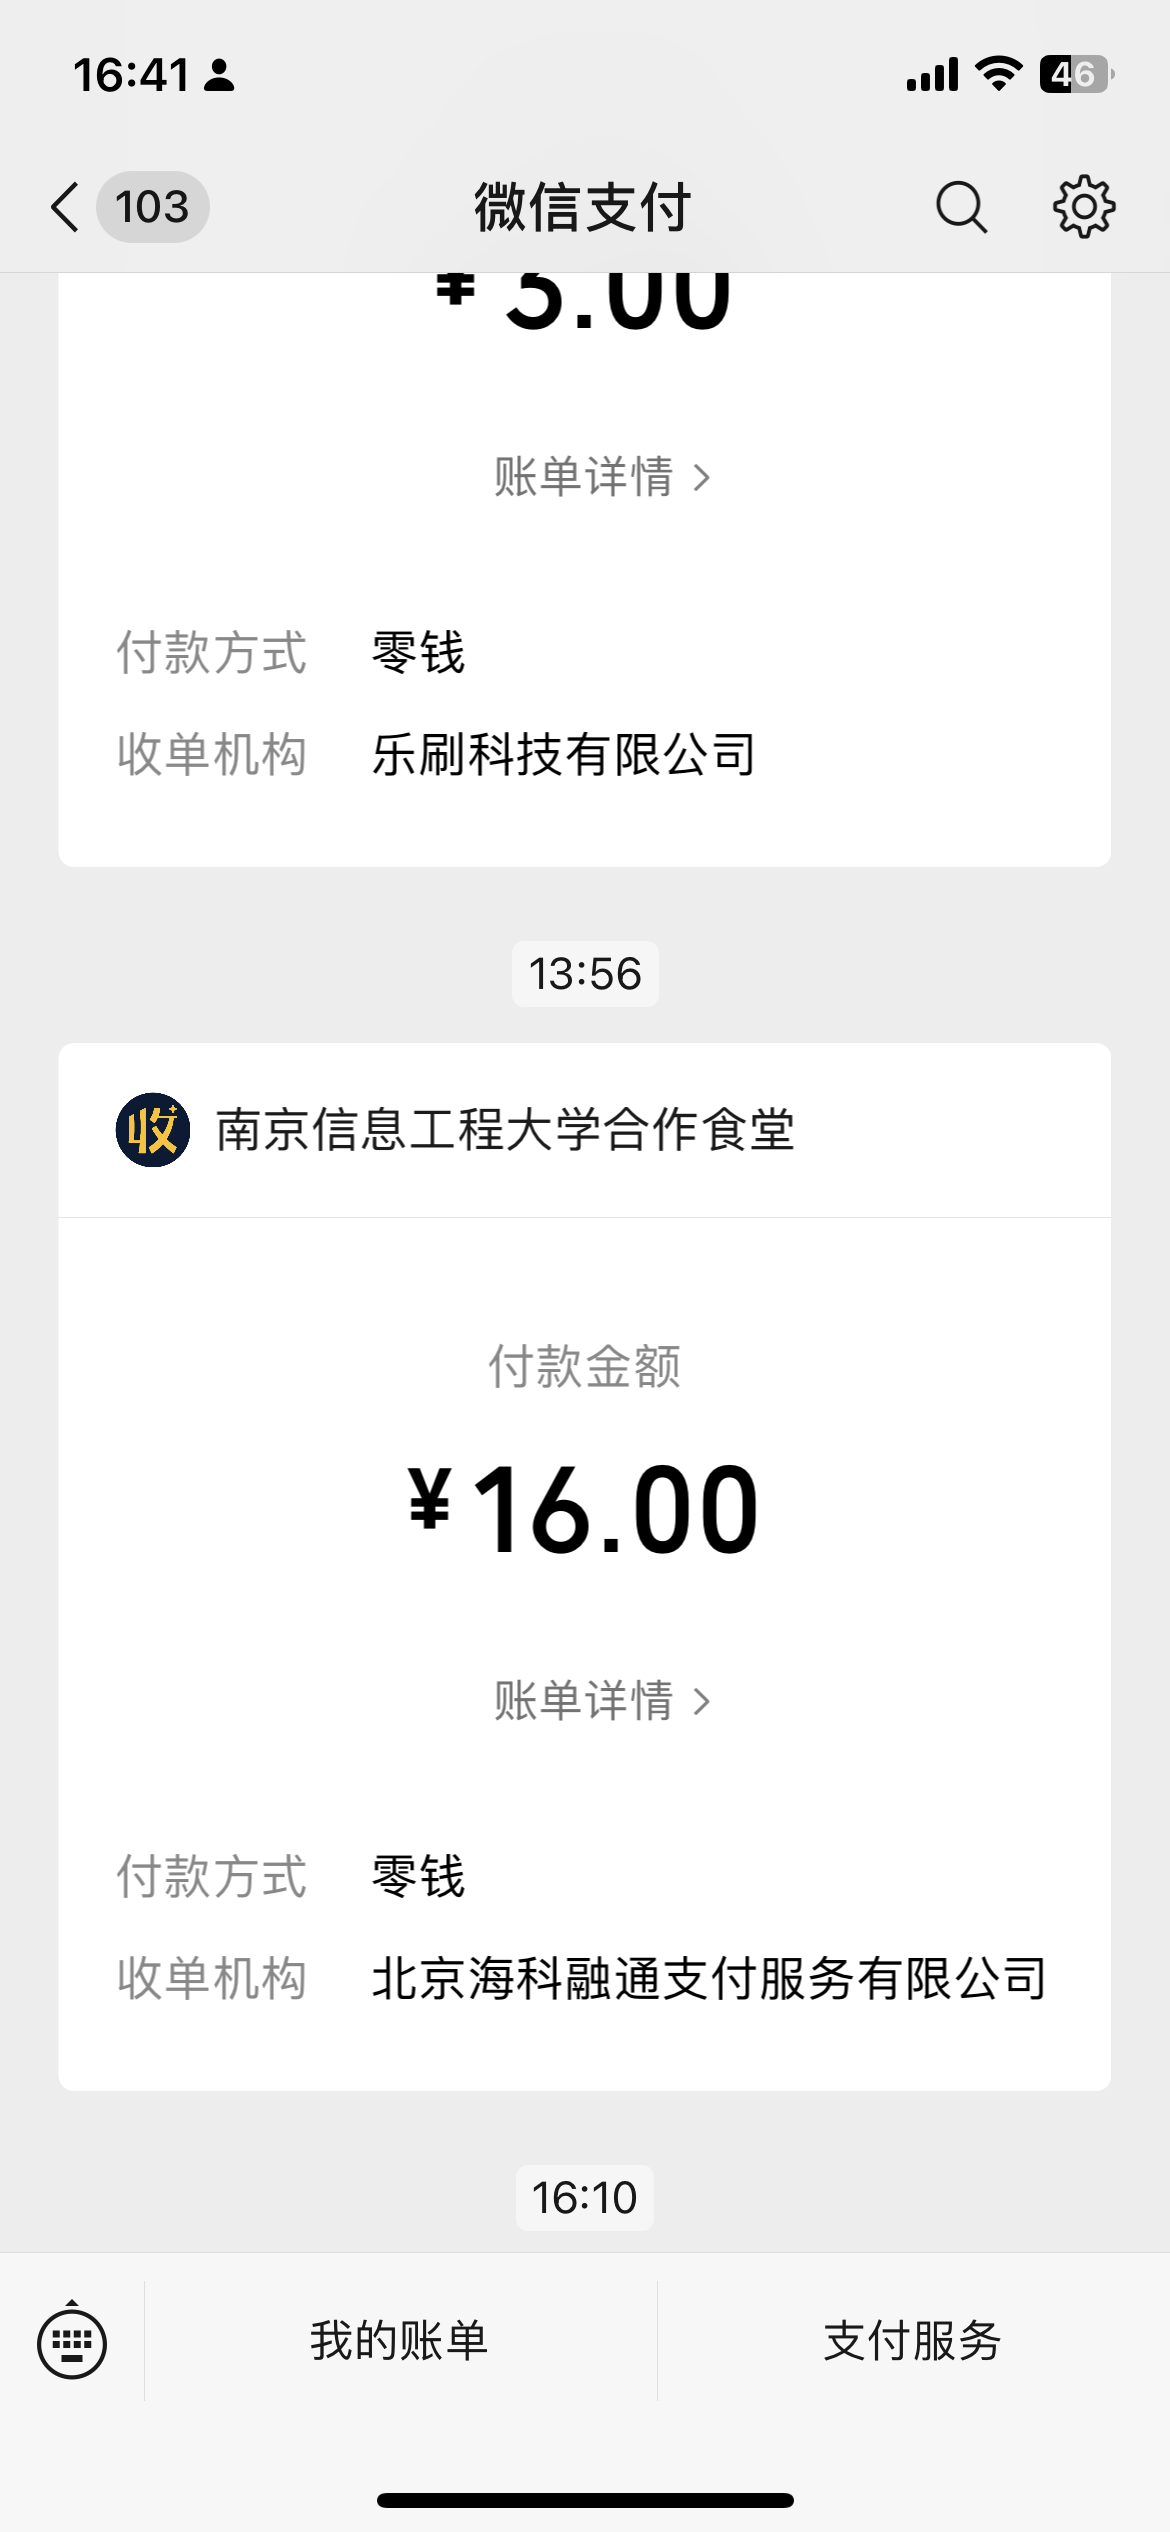 16:41
46
103
微信支付
¥3.00
账单详情
付款方式 零钱
收单机构 乐刷科技有限公司
13:56
收
南京信息工程大学合作食堂
付款金额
¥16.00
账单详情
付款方式 零钱
收单机构 北京海科融通支付服务有限公司
16:10
我的账单
支付服务